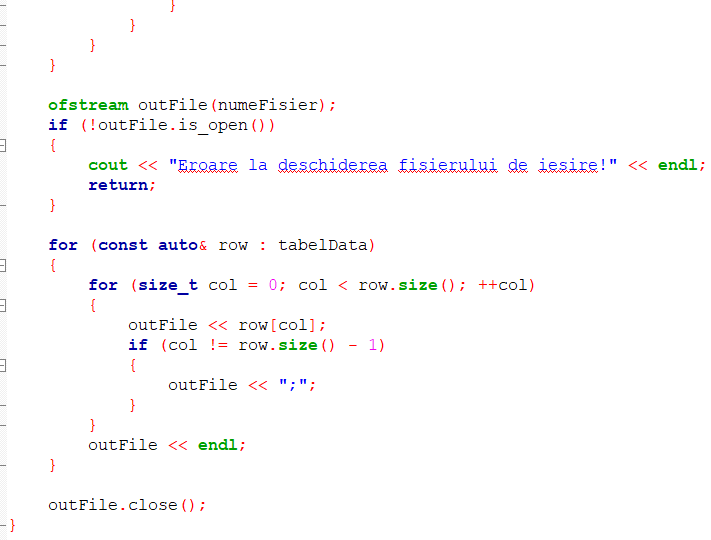 }
}
}
}
ofstream outFile(numeFisier);
if (!outFile.is_open())
{
cout << "Eroare la deschiderea fisierului de iesire!" << endl;
return;
}
for (const auto& row : tabelData)
{
for (size_t col = 0; col < row.size(); ++col)
{
outFile << row[col];
if (col != row.size() - 1)
{
outFile << ";";
}
}
outFile << endl;
}
outFile.close();
}